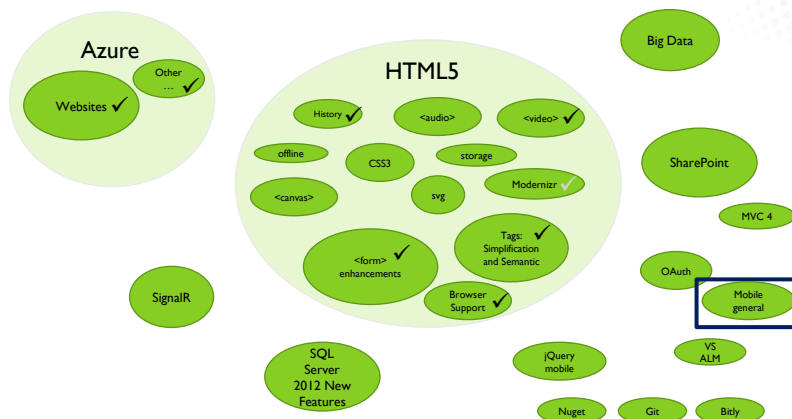 Azure
Websites
Other
...
HTML5
History
<audio>
<video>
offline
CSS3
storage
<canvas>
svg
Modernizr
<form>
enhancements
Tags:
Simplification
and Semantic
Browser
Support
Big Data
SharePoint
MVC 4
OAuth
Mobile
general
SignalR
SQL
Server
2012 New
Features
jQuery
mobile
VS
ALM
Nuget
Git
Bitly